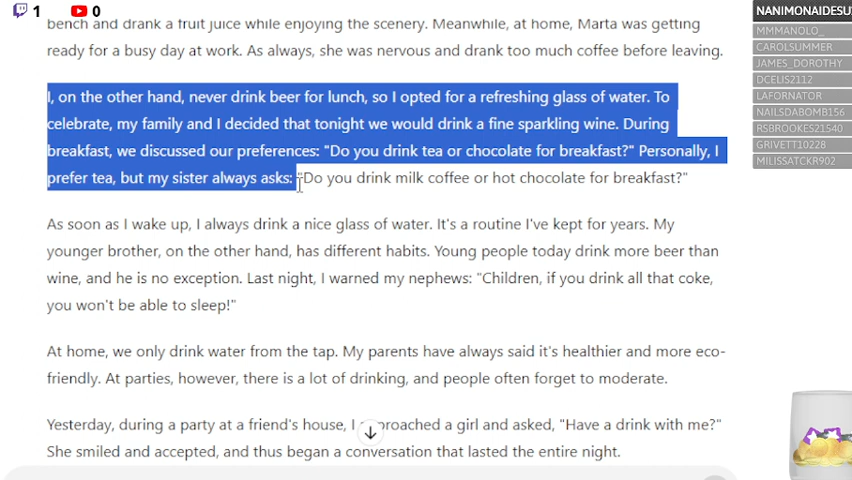 1 0
NANIMONAIDESU
bench and drank a fruit juice while enjoying the scenery. Meanwhile, at home, Marta was getting
MMMANOLO_
ready for a busy day at work. As always, she was nervous and drank too much coffee before leaving.
CAROLSUMMER
JAMES_DOROTHY
DCELIS2112
I, on the other hand, never drink beer for lunch, so I opted for a refreshing glass of water. To
LAFORNATOR
celebrate, my family and I decided that tonight we would drink a fine sparkling wine. During
NAILSDABOMB156
RSBROOKES21540
breakfast, we discussed our preferences: "Do you drink tea or chocolate for breakfast?" Personally, I
GRIVETT10228
MILISSATCKR902
prefer tea, but my sister always asks: "Do you drink milk coffee or hot chocolate for breakfast?"
As soon as I wake up, I always drink a nice glass of water. It's a routine I've kept for years. My
younger brother, on the other hand, has different habits. Young people today drink more beer than
wine, and he is no exception. Last night, I warned my nephews: "Children, if you drink all that coke,
you won't be able to sleep!"
At home, we only drink water from the tap. My parents have always said it's healthier and more eco-
friendly. At parties, however, there is a lot of drinking, and people often forget to moderate.
Yesterday, during a party at a friend's house, I approached a girl and asked, "Have a drink with me?"
She smiled and accepted, and thus began a conversation that lasted the entire night.